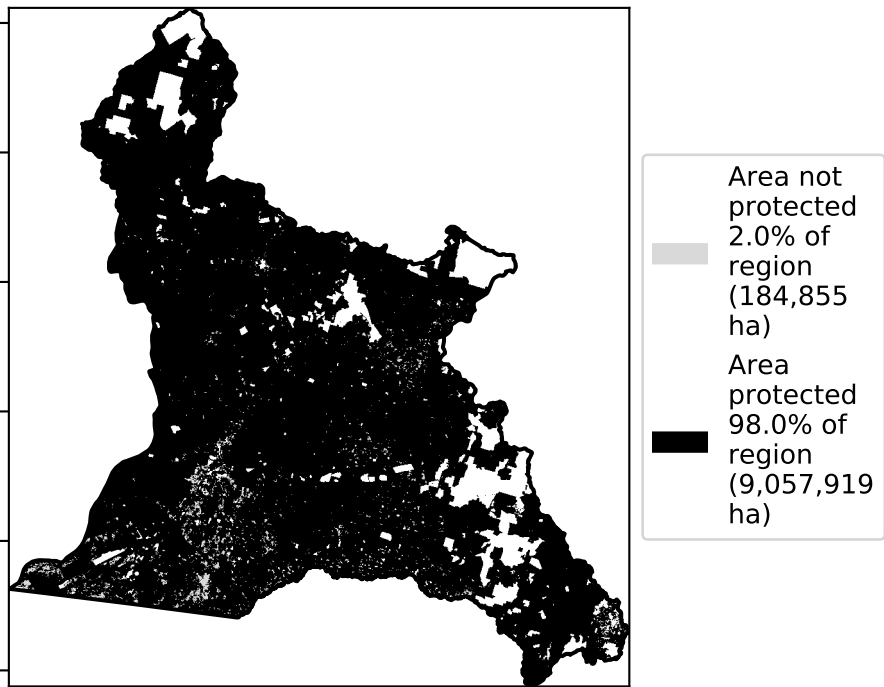 Area not
protected
2.0% of
region
(184,855
ha)
Area
protected
98.0% of
region
(9,057,919
ha)